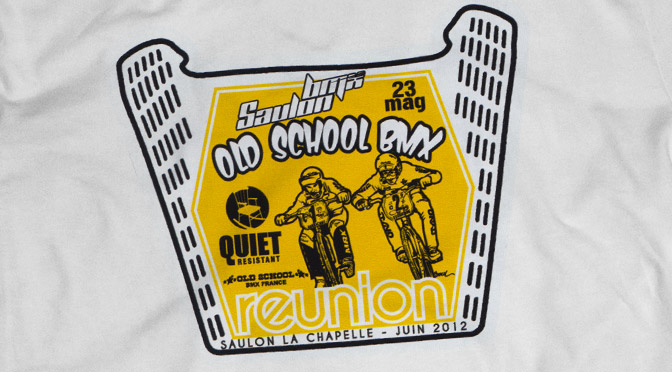 Saulon bmx
23
mag
OLD SCHOOL BMX
QUIET
RESISTANT
OLD SCHOOL
BMX FRANCE
reunion
SAULON LA CHAPELLE - JUIN 2012